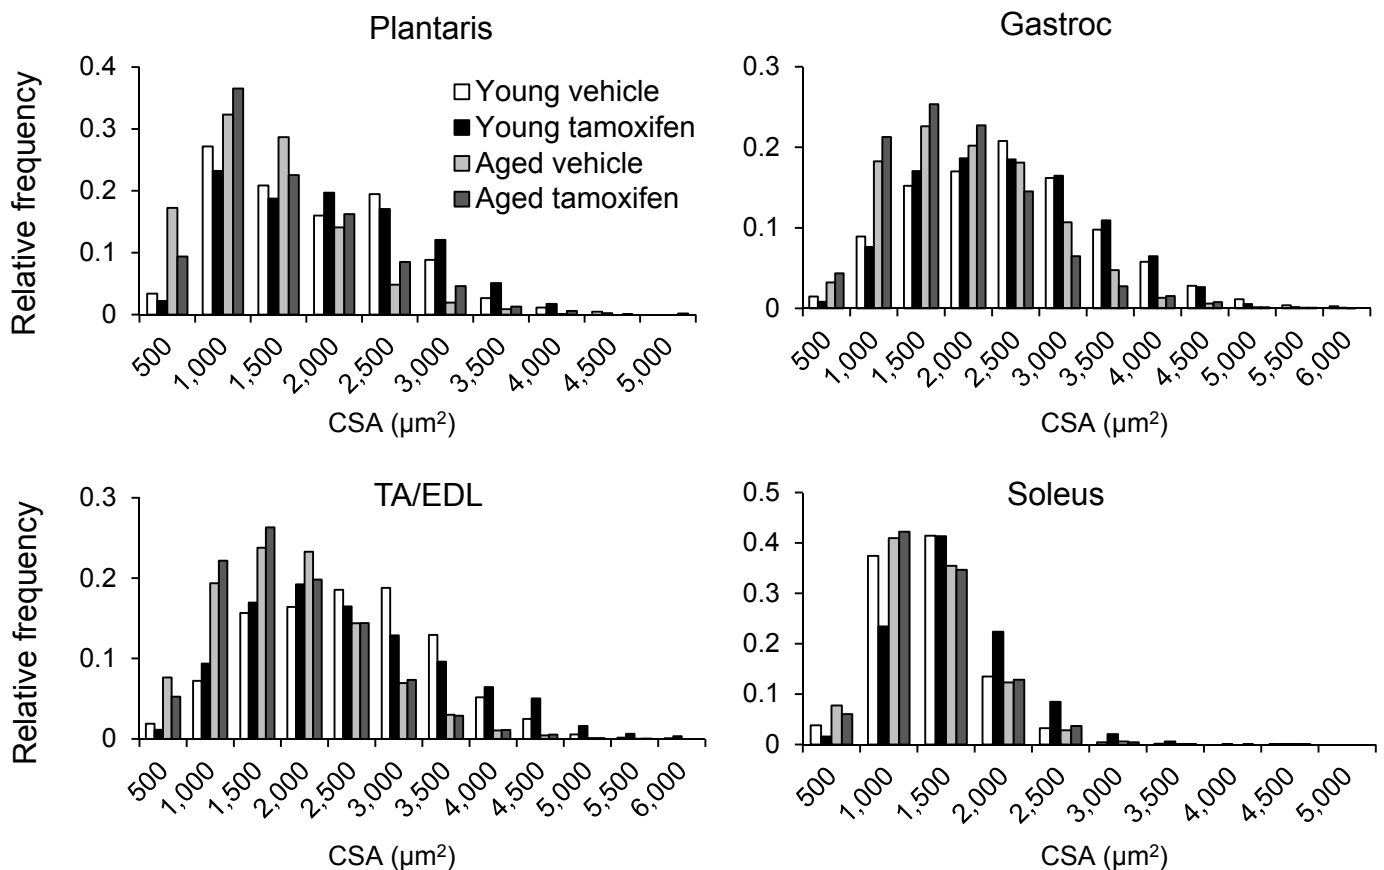 Plantaris
Relative frequency
0.4
0.3
0.2
0.1
0
Young vehicle
Young tamoxifen
Aged vehicle
Aged tamoxifen
500 1,000 1,500 2,000 2,500 3,000 3,500 4,000 4,500 5,000
CSA (µm²)
Gastroc
0.3
0.2
0.1
0
500 1,000 1,500 2,000 2,500 3,000 3,500 4,000 4,500 5,000 5,500 6,000
CSA (µm²)
TA/EDL
Relative frequency
0.3
0.2
0.1
0
500 1,000 1,500 2,000 2,500 3,000 3,500 4,000 4,500 5,000 5,500 6,000
CSA (µm²)
Soleus
0.5
0.4
0.3
0.2
0.1
0
500 1,000 1,500 2,000 2,500 3,000 3,500 4,000 4,500 5,000
CSA (µm²)